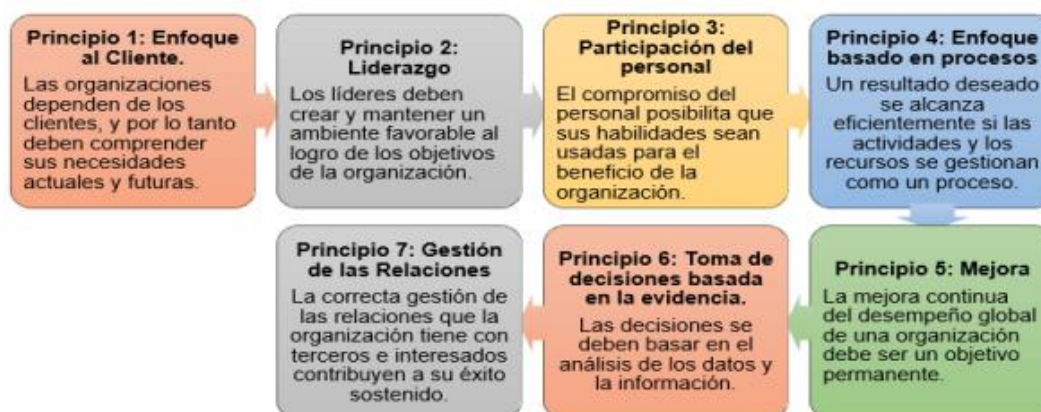 Principio 1: Enfoque
al Cliente.
Las organizaciones
dependen de los
clientes, y por lo tanto
deben comprender
sus necesidades
actuales y futuras.
Principio 2:
Liderazgo
Los líderes deben
crear y mantener un
ambiente favorable al
logro de los objetivos
de la organización.
Principio 3:
Participación del
personal
El compromiso del
personal posibilita que
sus habilidades sean
usadas para el
beneficio de la
organización.
Principio 4: Enfoque
basado en procesos
Un resultado deseado
se alcanza
eficientemente si las
actividades y los
recursos se gestionan
como un proceso.
Principio 5: Mejora
La mejora continua
del desempeño global
de una organización
debe ser un objetivo
permanente.
Principio 6: Toma de
decisiones basada
en la evidencia.
Las decisiones se
deben basar en el
análisis de los datos y
la información.
Principio 7: Gestión
de las Relaciones
La correcta gestión de
las relaciones que la
organización tiene con
terceros e interesados
contribuyen a su éxito
sostenido.